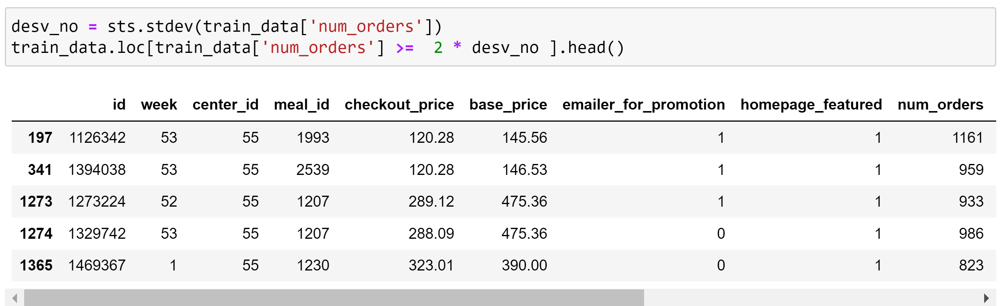 desv_no = sts.stdev(train_data['num_orders'])
train_data.loc[train_data['num_orders'] >=  2 * desv_no ].head()
id week center_id meal_id checkout_price base_price emailer_for_promotion homepage_featured num_orders
197 1126342 53 55 1993 120.28 145.56 1 1 1161
341 1394038 53 55 2539 120.28 146.53 1 1 959
1273 1273224 52 55 1207 289.12 475.36 1 1 933
1274 1329742 53 55 1207 288.09 475.36 0 1 986
1365 1469367 1 55 1230 323.01 390.00 0 1 823